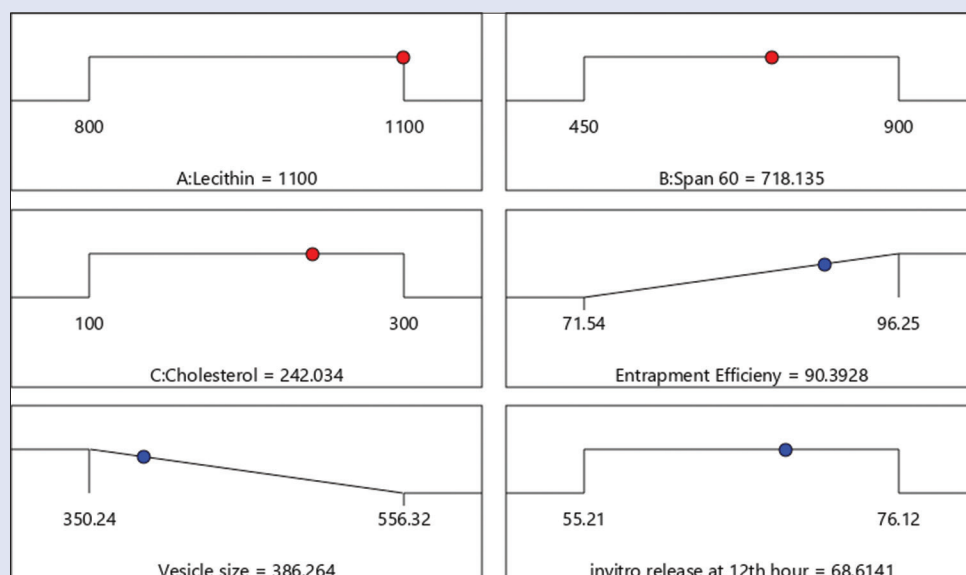 800 1100
A:Lecithin = 1100
450 900
B:Span 60 = 718.135
100 300
C:Cholesterol = 242.034
71.54 96.25
Entrapment Efficieny = 90.3928
350.24 556.32
Vesicle size = 386.264
55.21 76.12
invitro release at 12th hour = 68.6141